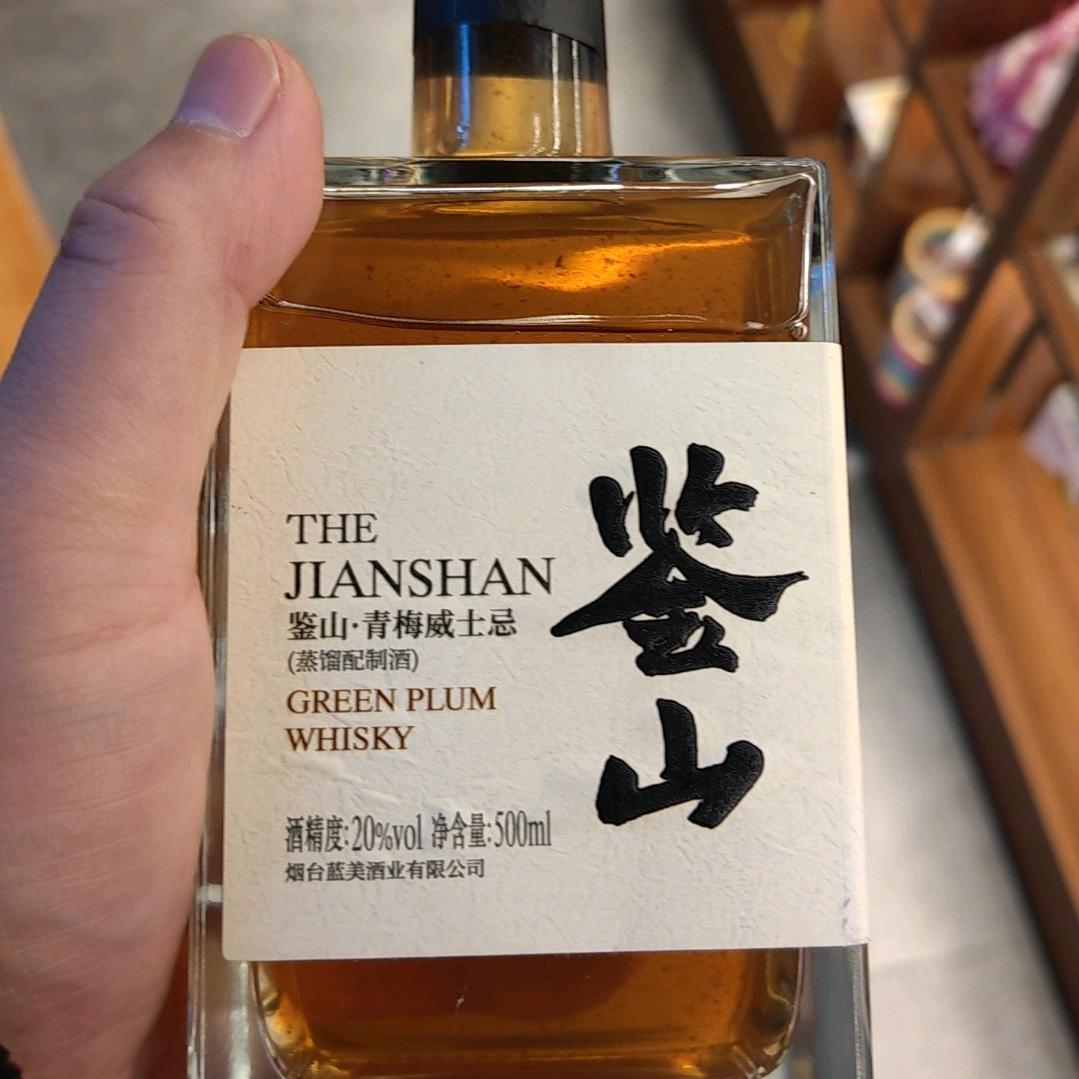 THE
JIANSHAN
鉴山·青梅威士忌
(蒸馏配制酒)
GREEN PLUM
WHISKY
酒精度:20%vol 净含量:500ml
烟台蓝美酒业有限公司
鉴
山